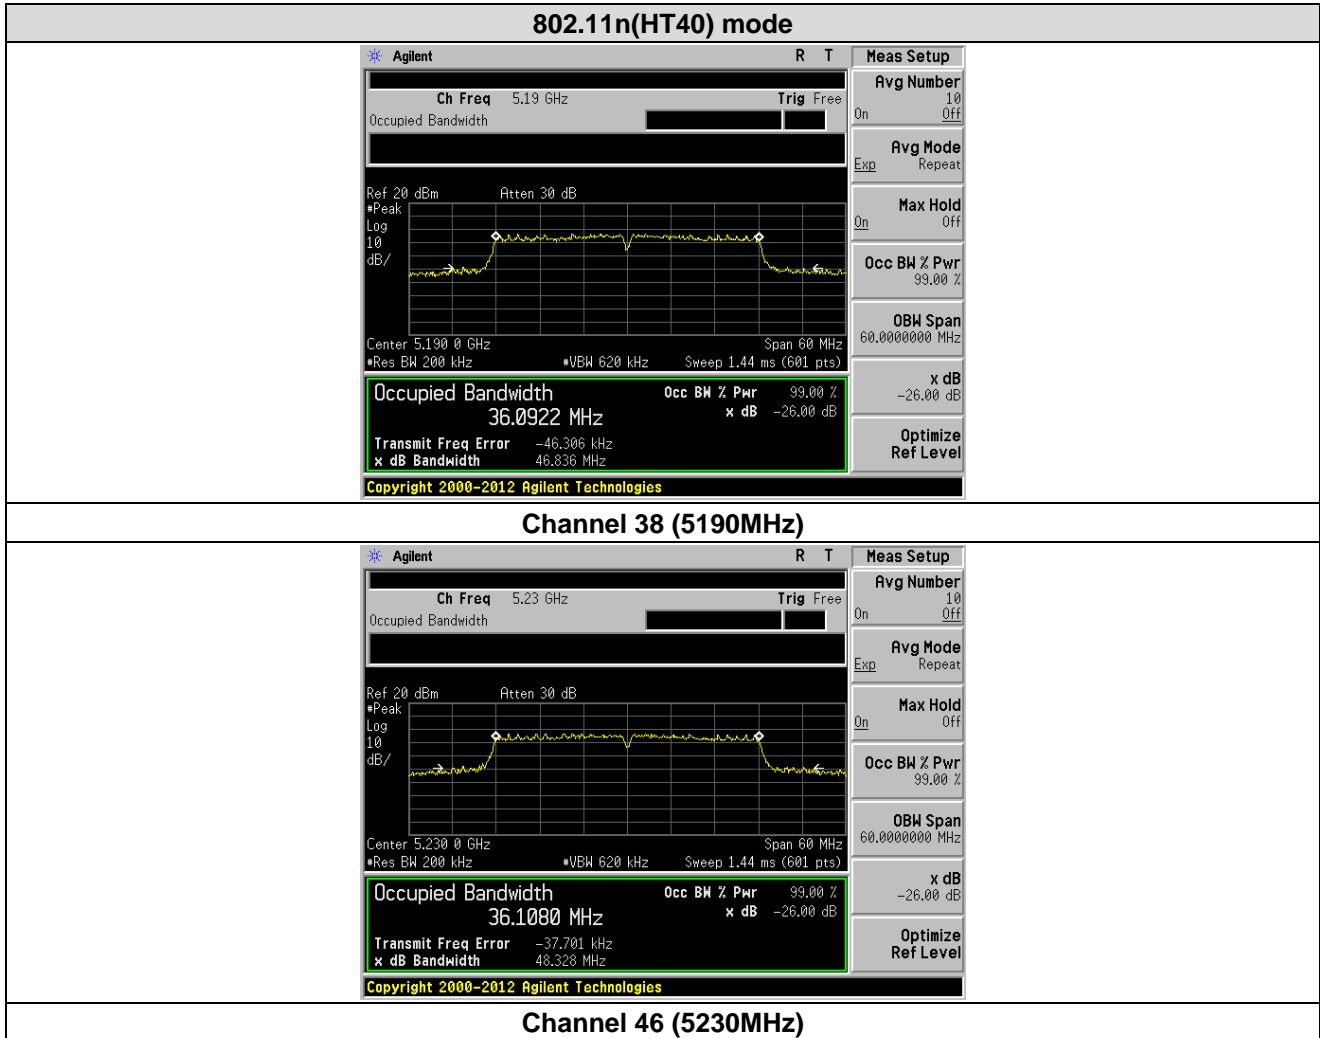 802.11n(HT40) mode
Agilent R T Meas Setup
Ch Freq 5.19 GHz Trig Free
Occupied Bandwidth
Avg Number
10
On Off
Avg Mode
Exp Repeat
Ref 20 dBm Atten 30 dB
#Peak
Log
10
dB/
Max Hold
On Off
Occ BW % Pwr
99.00 %
OBW Span
60.0000000 MHz
Center 5.190 0 GHz Span 60 MHz
#Res BW 200 kHz #VBW 620 kHz Sweep 1.44 ms (601 pts)
x dB
-26.00 dB
Occupied Bandwidth Occ BW % Pwr 99.00 %
36.0922 MHz x dB -26.00 dB
Transmit Freq Error -46.306 kHz
x dB Bandwidth 46.836 MHz
Optimize
Ref Level
Copyright 2000-2012 Agilent Technologies
Channel 38 (5190MHz)
Agilent R T Meas Setup
Ch Freq 5.23 GHz Trig Free
Occupied Bandwidth
Avg Number
10
On Off
Avg Mode
Exp Repeat
Ref 20 dBm Atten 30 dB
#Peak
Log
10
dB/
Max Hold
On Off
Occ BW % Pwr
99.00 %
OBW Span
60.0000000 MHz
Center 5.230 0 GHz Span 60 MHz
#Res BW 200 kHz #VBW 620 kHz Sweep 1.44 ms (601 pts)
x dB
-26.00 dB
Occupied Bandwidth Occ BW % Pwr 99.00 %
36.1080 MHz x dB -26.00 dB
Transmit Freq Error -37.701 kHz
x dB Bandwidth 48.328 MHz
Optimize
Ref Level
Copyright 2000-2012 Agilent Technologies
Channel 46 (5230MHz)